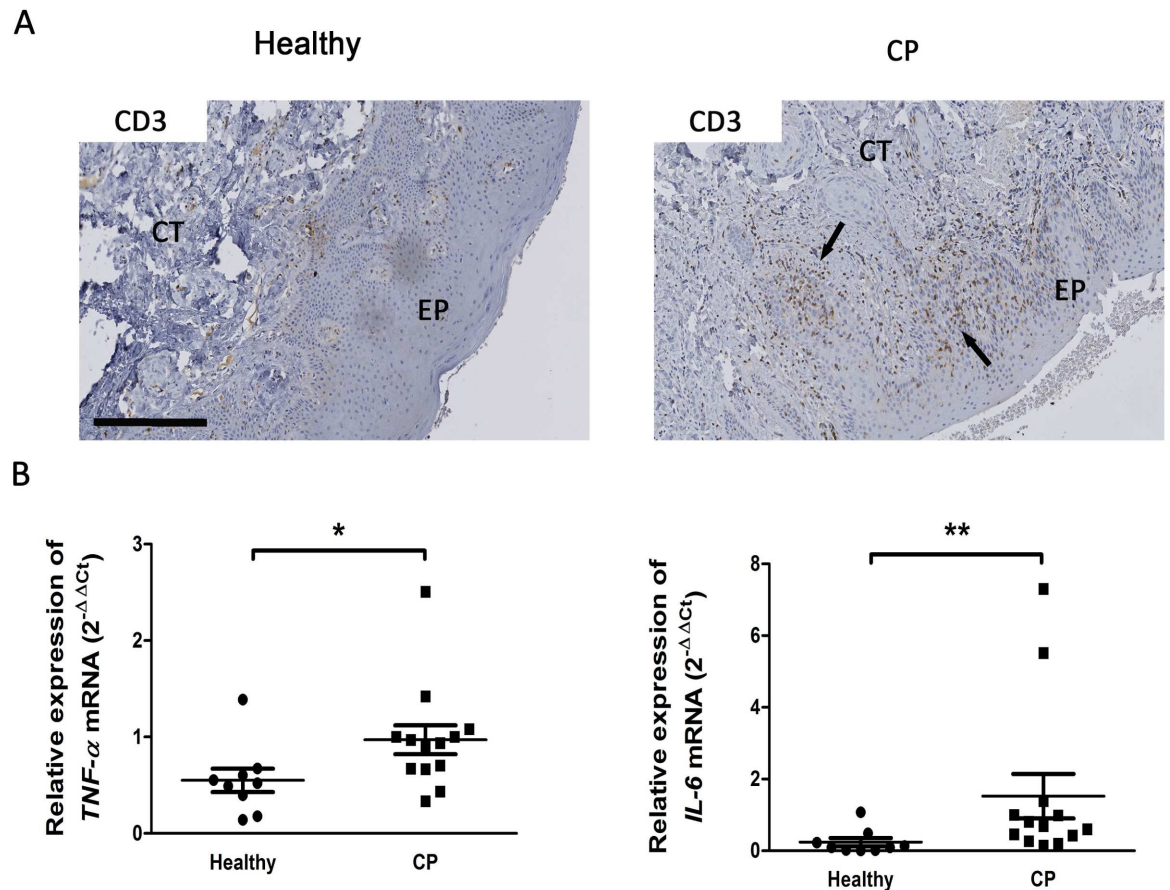 A
Healthy
CP
CD3
CT
EP
CD3
CT
EP
B
Relative expression of
TNF-α mRNA (2^-ΔΔCt)
3
2
1
0
*
Healthy
CP
Relative expression of
IL-6 mRNA (2^-ΔΔCt)
8
6
4
2
0
**
Healthy
CP